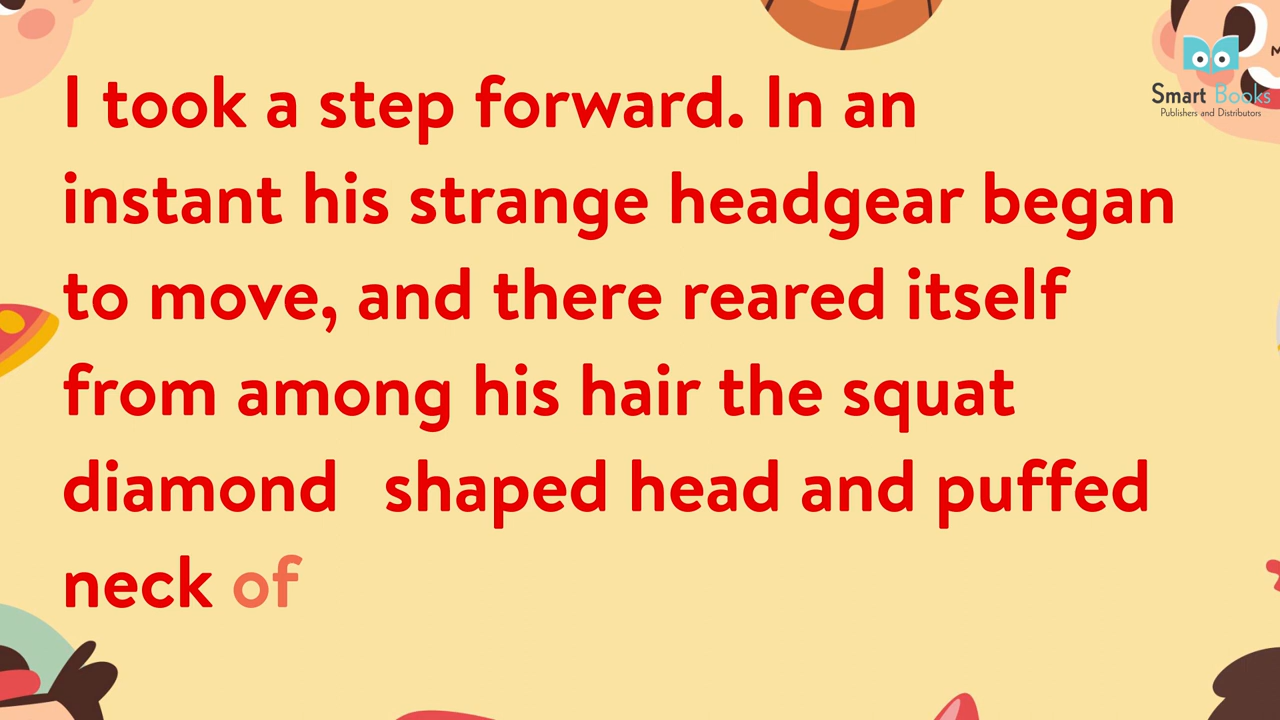 I took a step forward. In an
instant his strange headgear began
to move, and there reared itself
from among his hair the squat
diamond shaped head and puffed
neck of
Smart Books
Publishers and Distributors